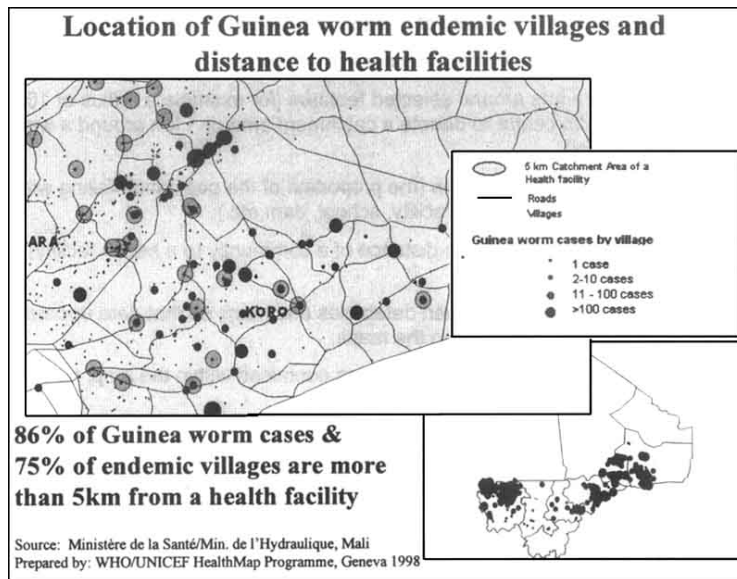 Location of Guinea worm endemic villages and
distance to health facilities
5 km Catchment Area of a
Health facility
Roads
Villages
Guinea worm cases by village
1 case
2-10 cases
11 - 100 cases
>100 cases
ARA
KORO
86% of Guinea worm cases &
75% of endemic villages are more
than 5km from a health facility
Source: Ministère de la Santé/Min. de l'Hydraulique, Mali
Prepared by: WHO/UNICEF HealthMap Programme, Geneva 1998